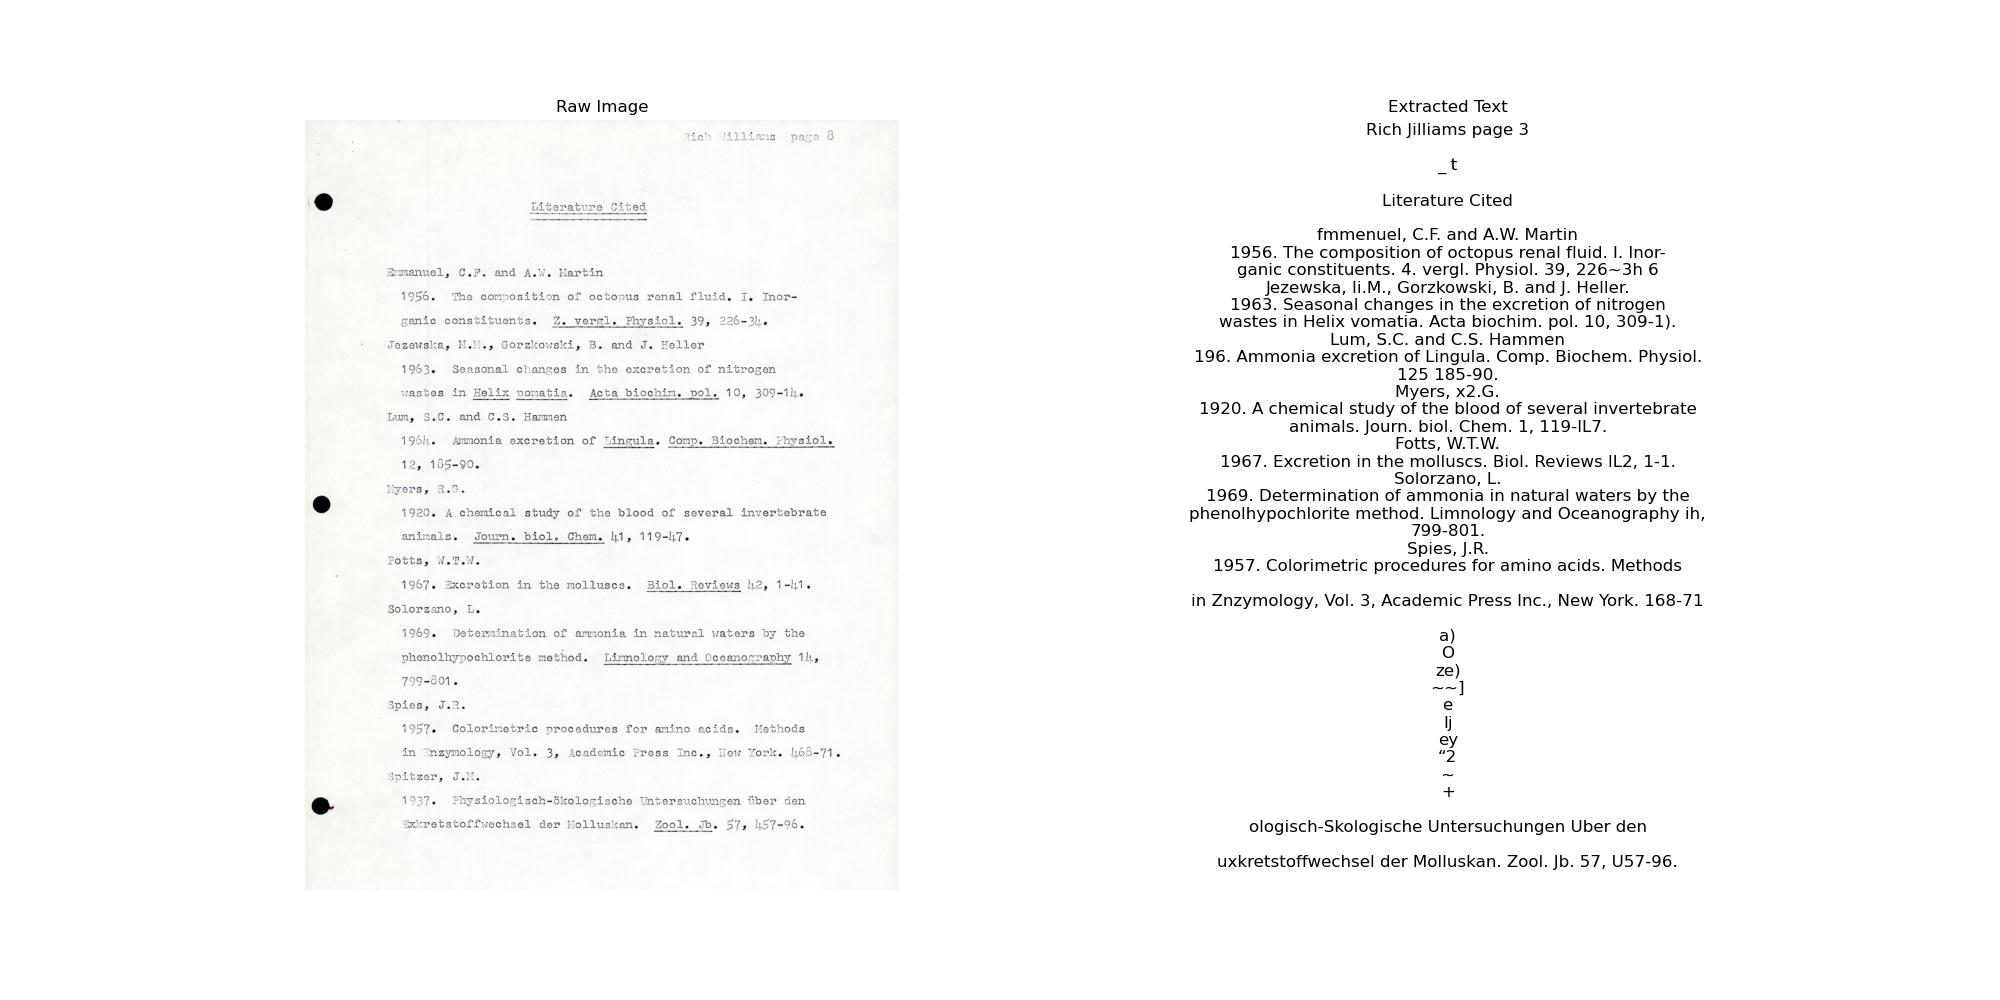 Raw Image
Rich Williams page 8
Literature Cited
Emmanuel, C.F. and A.W. Martin
1956. The composition of octopus renal fluid. I. Inor-
ganic constituents. Z. vergl. Physiol. 39, 226-34.
Jezewska, M.M., Gorzkowski, B. and J. Heller
1963. Seasonal changes in the excretion of nitrogen
wastes in Helix pomatia. Acta biochim. pol. 10, 309-14.
Lum, S.C. and C.S. Hammen
1964. Ammonia excretion of Lingula. Comp. Biochem. Physiol.
12, 185-90.
Myers, R.G.
1920. A chemical study of the blood of several invertebrate
animals. Journ. biol. Chem. 41, 119-47.
Potts, W.T.W.
1967. Excretion in the molluscs. Biol. Reviews 42, 1-41.
Solorzano, L.
1969. Determination of ammonia in natural waters by the
phenolhypochlorite method. Limnology and Oceanography 14,
799-801.
Spies, J.R.
1957. Colorimetric procedures for amino acids. Methods
in Enzymology, Vol. 3, Academic Press Inc., New York. 468-71.
Spitzer, J.M.
1937. Physiologisch-ökologische Untersuchungen über den
Exkretstoffwechsel der Molluskan. Zool. Jb. 57, 457-96.
Extracted Text
Rich Jilliams page 3
_ t
Literature Cited
fmmenuel, C.F. and A.W. Martin
1956. The composition of octopus renal fluid. I. Inor-
ganic constituents. 4. vergl. Physiol. 39, 226~3h 6
Jezewska, li.M., Gorzkowski, B. and J. Heller.
1963. Seasonal changes in the excretion of nitrogen
wastes in Helix vomatia. Acta biochim. pol. 10, 309-1).
Lum, S.C. and C.S. Hammen
196. Ammonia excretion of Lingula. Comp. Biochem. Physiol.
125 185-90.
Myers, x2.G.
1920. A chemical study of the blood of several invertebrate
animals. Journ. biol. Chem. 1, 119-lL7.
Fotts, W.T.W.
1967. Excretion in the molluscs. Biol. Reviews lL2, 1-1.
Solorzano, L.
1969. Determination of ammonia in natural waters by the
phenolhypochlorite method. Limnology and Oceanography ih,
799-801.
Spies, J.R.
1957. Colorimetric procedures for amino acids. Methods
in Znzymology, Vol. 3, Academic Press Inc., New York. 168-71
a)
O
ze)
~~]
e
lj
ey
“2
~
+
ologisch-Skologische Untersuchungen Uber den
uxkretstoffwechsel der Molluskan. Zool. Jb. 57, U57-96.